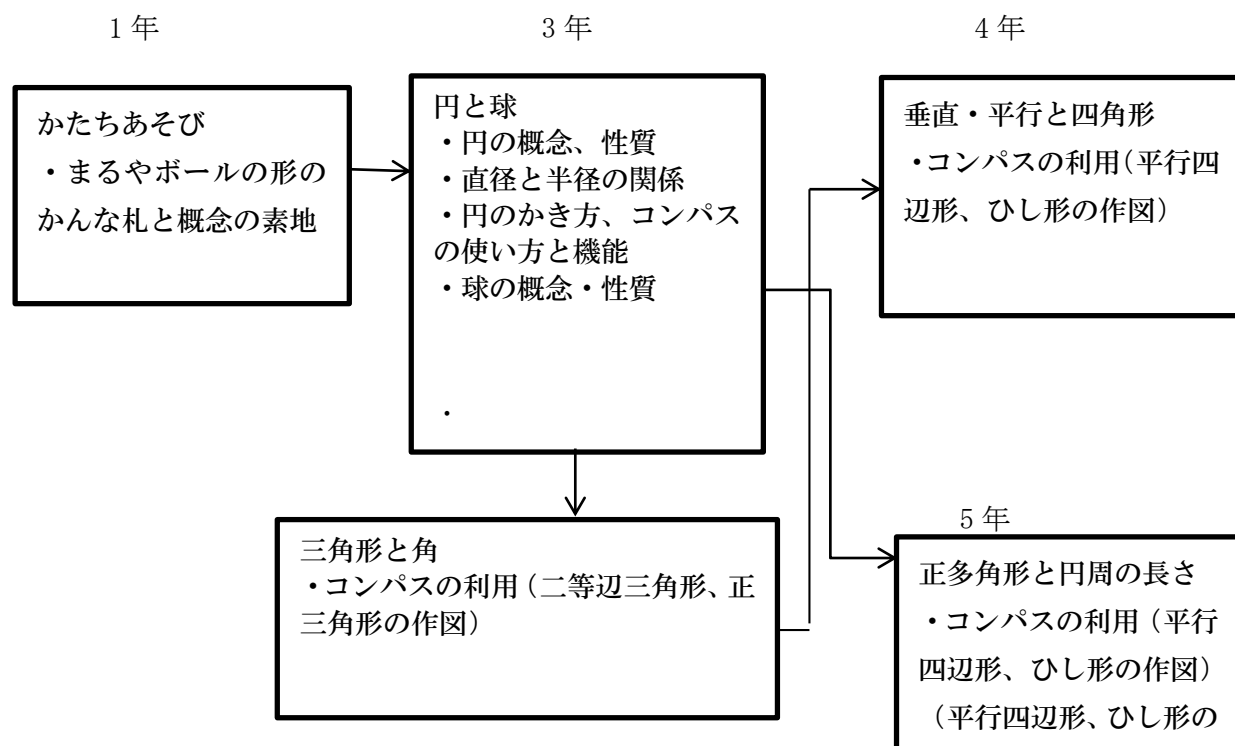 1年
3年
4年
かたちあそび
・まるやボールの形の
かんな札と概念の素地
円と球
・円の概念、性質
・直径と半径の関係
・円のかき方、コンパス
の使い方と機能
・球の概念・性質
・
垂直・平行と四角形
・コンパスの利用(平行四
辺形、ひし形の作図)
三角形と角
・コンパスの利用(二等辺三角形、正
三角形の作図)
5年
正多角形と円周の長さ
・コンパスの利用(平行
四辺形、ひし形の作図)
(平行四辺形、ひし形の